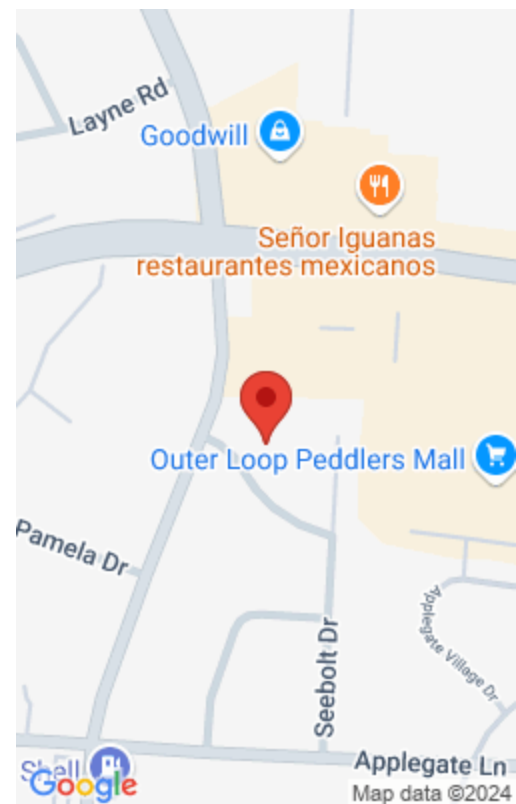 Layne Rd
Goodwill
Señor Iguanas
restaurantes mexicanos
Outer Loop Peddlers Mall
Pamela Dr
Applegate Village Dr
Seebolt Dr
Applegate Ln
Shell
Google
Map data ©2024